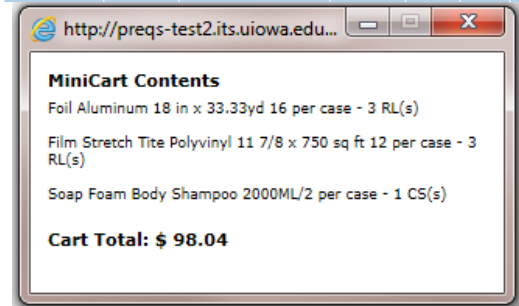 http://preqs-test2.its.uiowa.edu...
MiniCart Contents
Foil Aluminum 18 in x 33.33yd 16 per case - 3 RL(s)
Film Stretch Tite Polyvinyl 11 7/8 x 750 sq ft 12 per case - 3
RL(s)
Soap Foam Body Shampoo 2000ML/2 per case - 1 CS(s)
Cart Total: $ 98.04